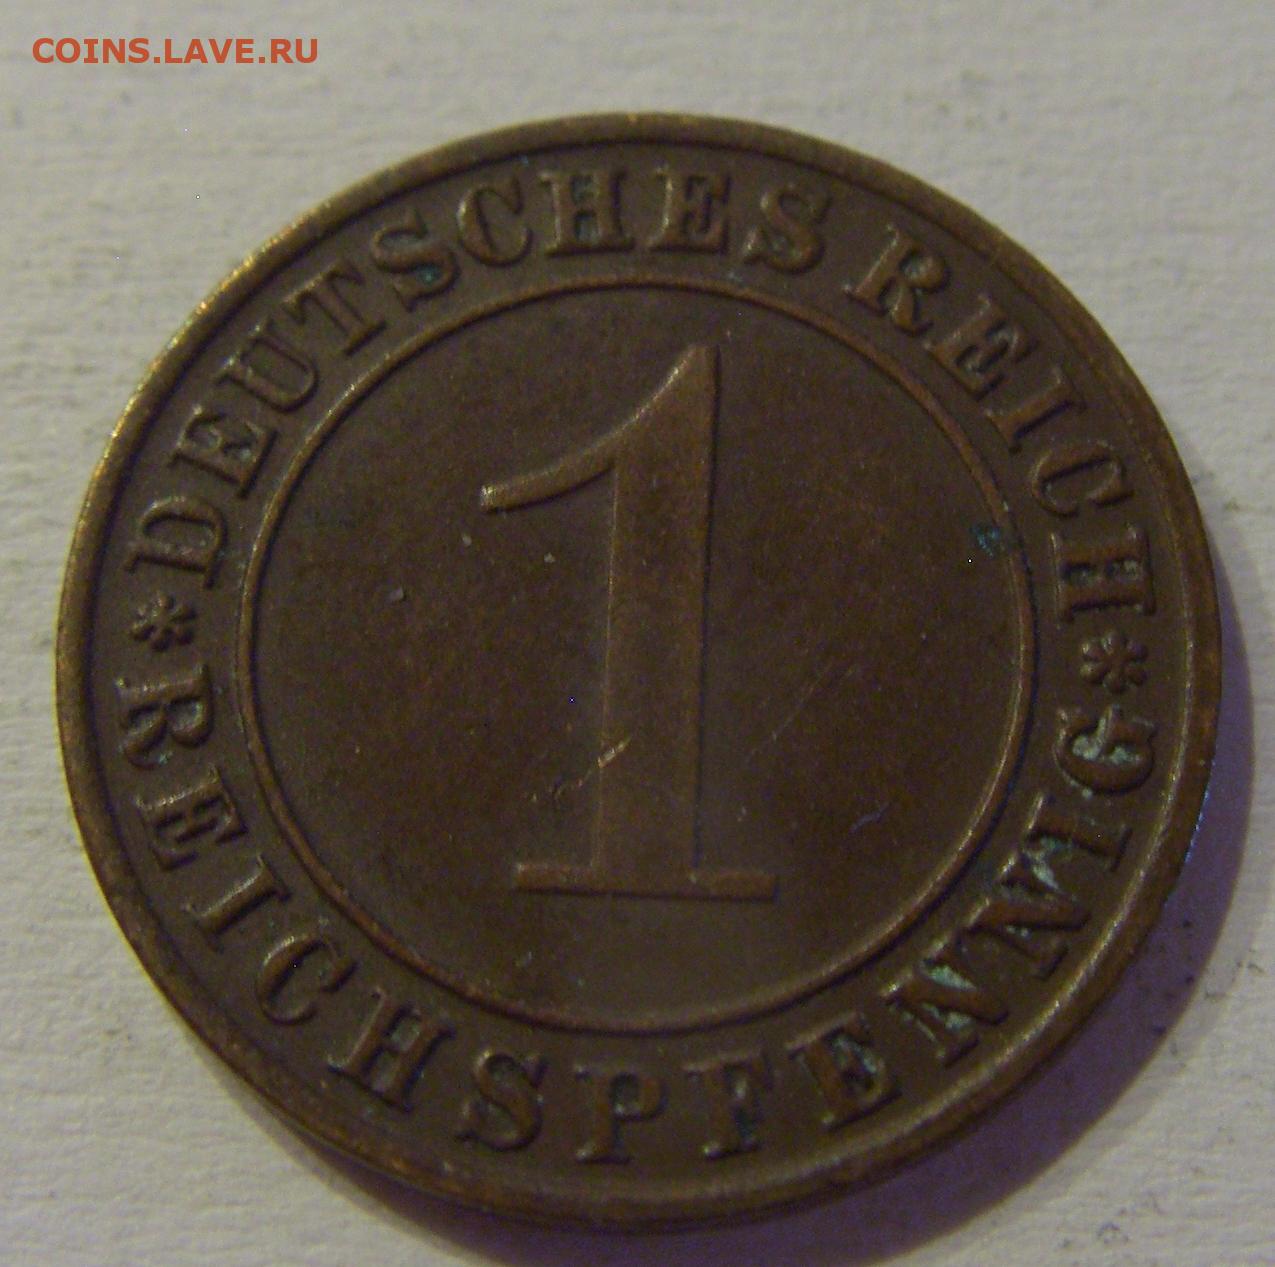 COINS.LAVE.RU
* DEUTSCHES REICH *
1
REICHSPFENNIG